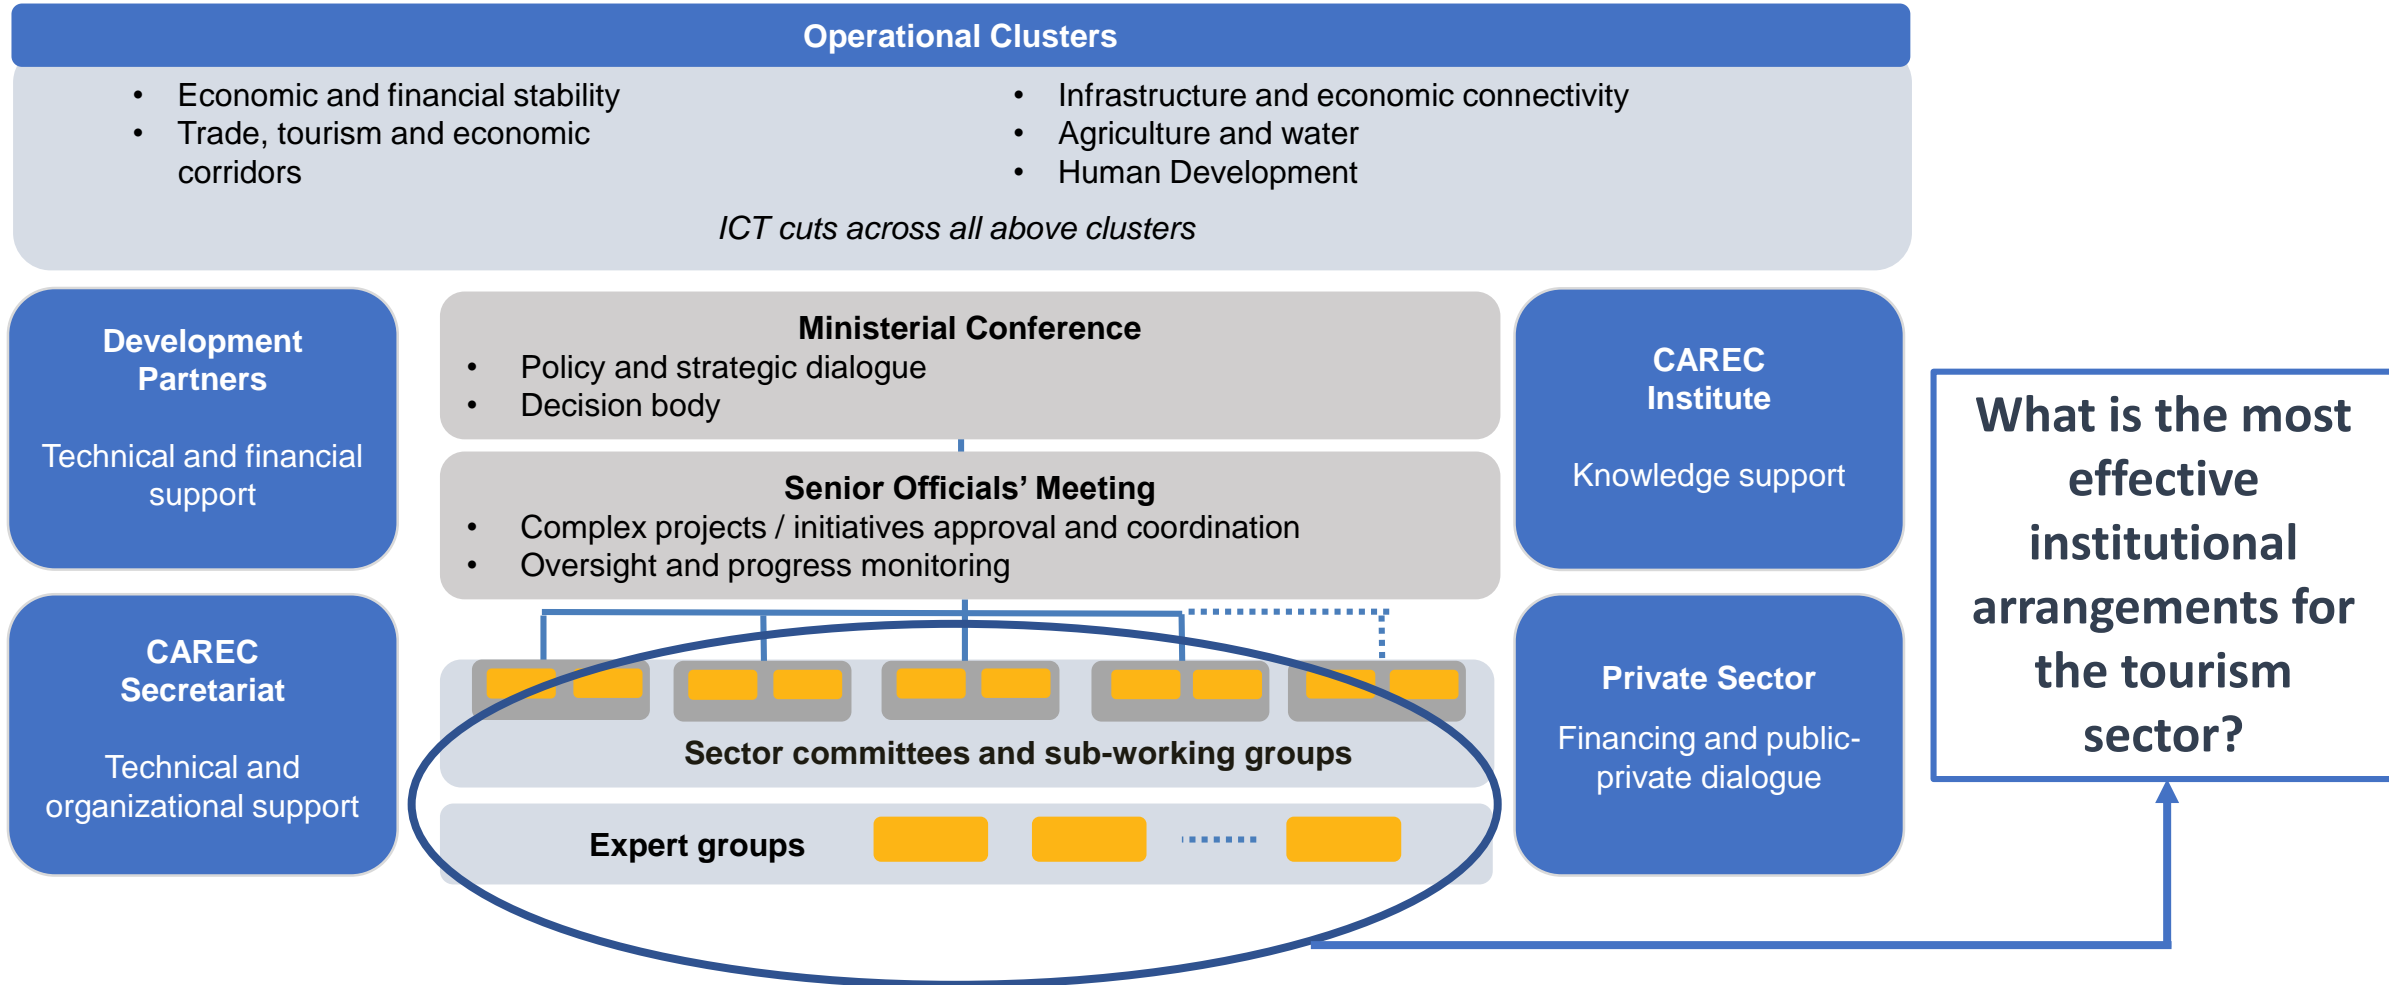 Operational Clusters
• Economic and financial stability
• Trade, tourism and economic
corridors
• Infrastructure and economic connectivity
• Agriculture and water
• Human Development
ICT cuts across all above clusters
Development
Partners
Technical and financial
support
CAREC
Secretariat
Technical and
organizational support
Ministerial Conference
• Policy and strategic dialogue
• Decision body
Senior Officials’ Meeting
• Complex projects / initiatives approval and coordination
• Oversight and progress monitoring
Sector committees and sub-working groups
Expert groups
CAREC
Institute
Knowledge support
Private Sector
Financing and public-
private dialogue
What is the most
effective
institutional
arrangements for
the tourism
sector?